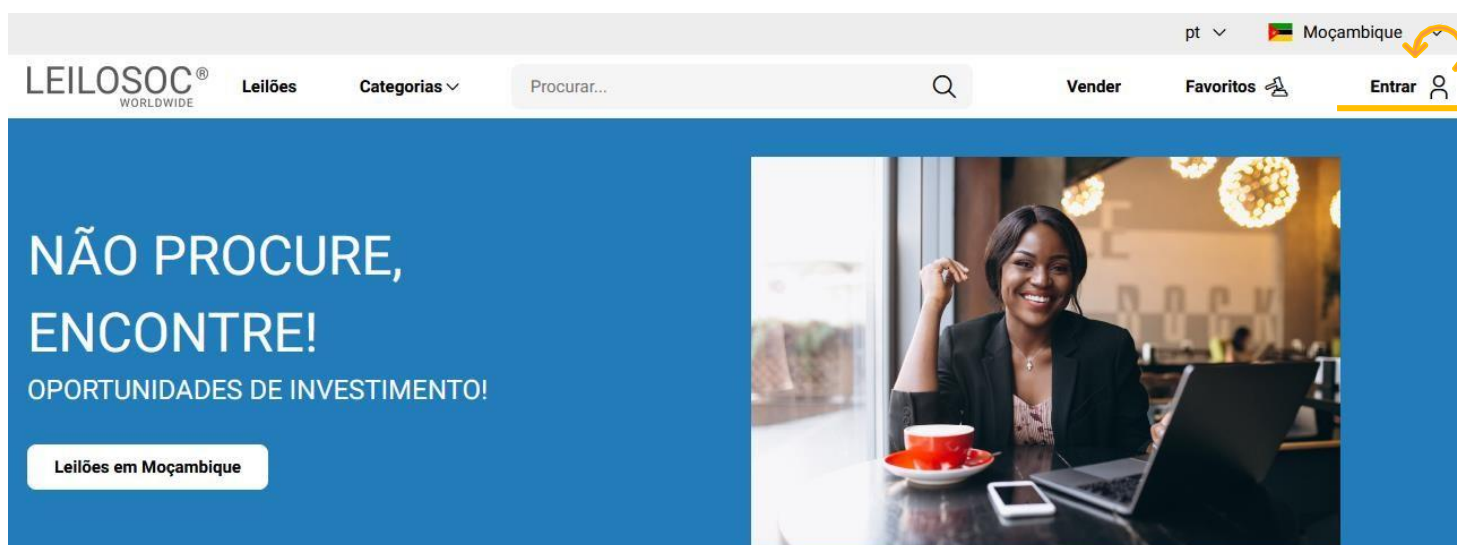 pt
Moçambique
LEILOSOC®
WORLDWIDE
Leilões
Categorias
Procurar...
Vender
Favoritos
Entrar
NÃO PROCURE,
ENCONTRE!
OPORTUNIDADES DE INVESTIMENTO!
Leilões em Moçambique